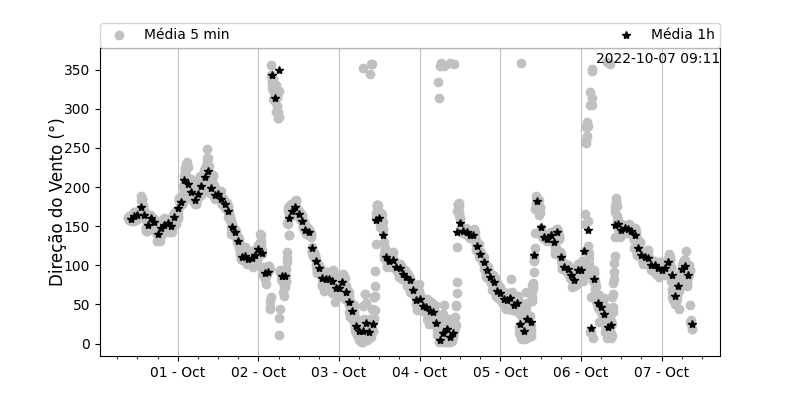 Média 5 min
Média 1h
2022-10-07 09:11
Direção do Vento (°)
350
300
250
200
150
100
50
0
01 - Oct
02 - Oct
03 - Oct
04 - Oct
05 - Oct
06 - Oct
07 - Oct